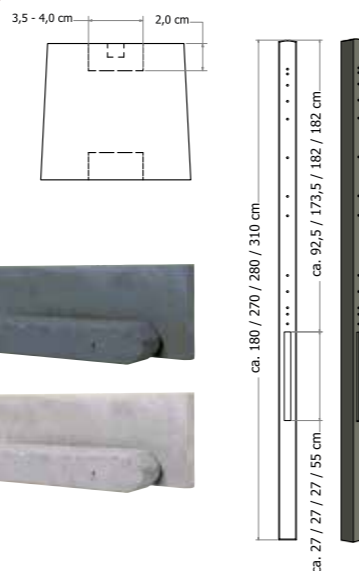 3,5 - 4,0 cm
2,0 cm
ca. 180 / 270 / 280 / 310 cm
ca. 92,5 / 173,5 / 182 / 182 cm
ca. 27 / 27 / 27 / 55 cm